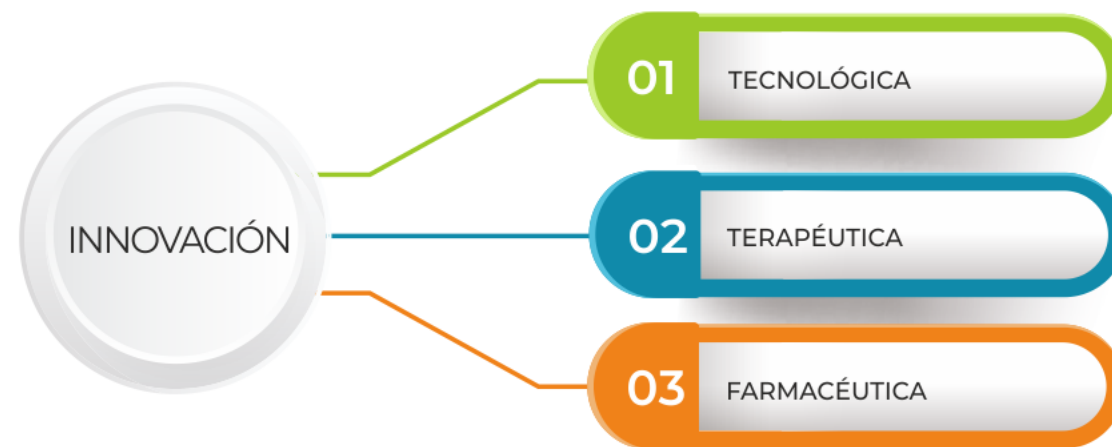 INNOVACIÓN
01
TECNOLÓGICA
02
TERAPÉUTICA
03
FARMACÉUTICA